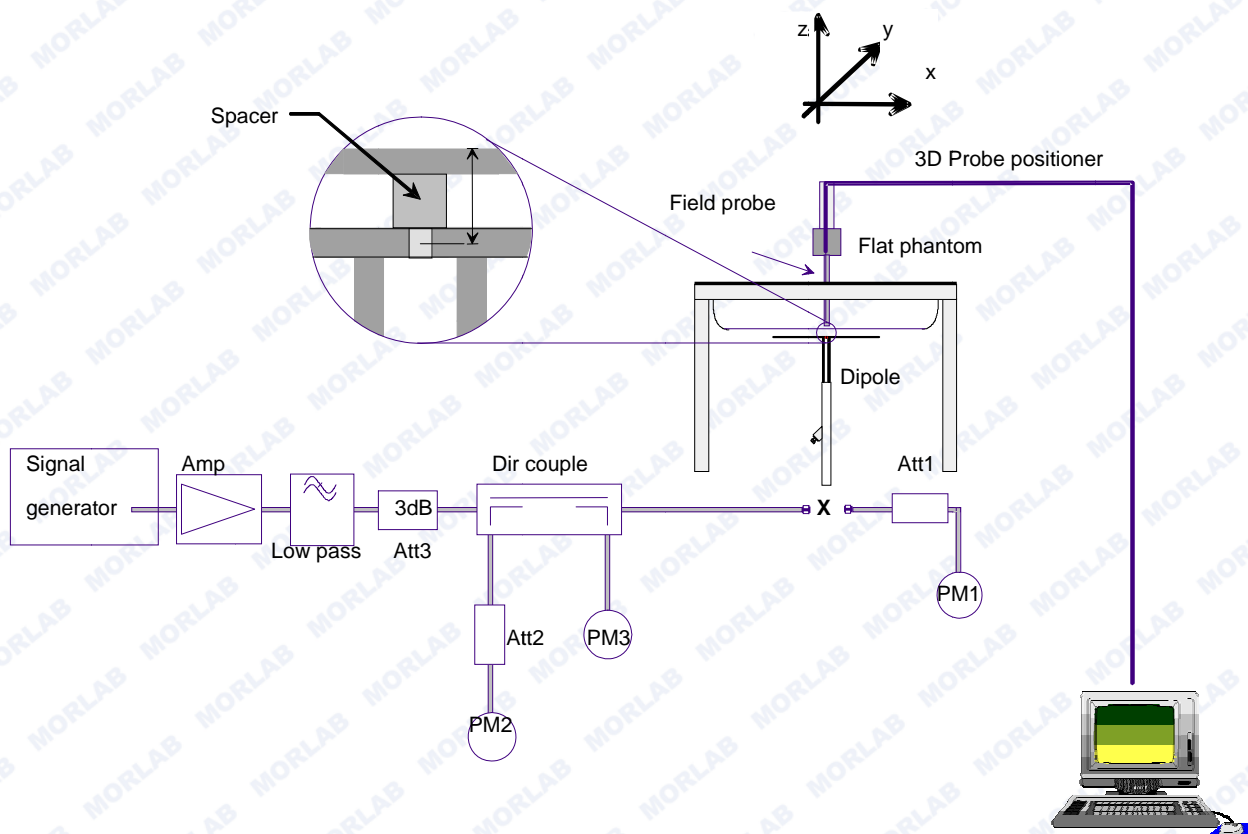 z
y
x
Spacer
3D Probe positioner
Field probe
Flat phantom
Dipole
Signal
generator
Amp
Low pass
3dB
Att3
Dir couple
Att1
X
PM1
Att2
PM3
PM2
MORLAB